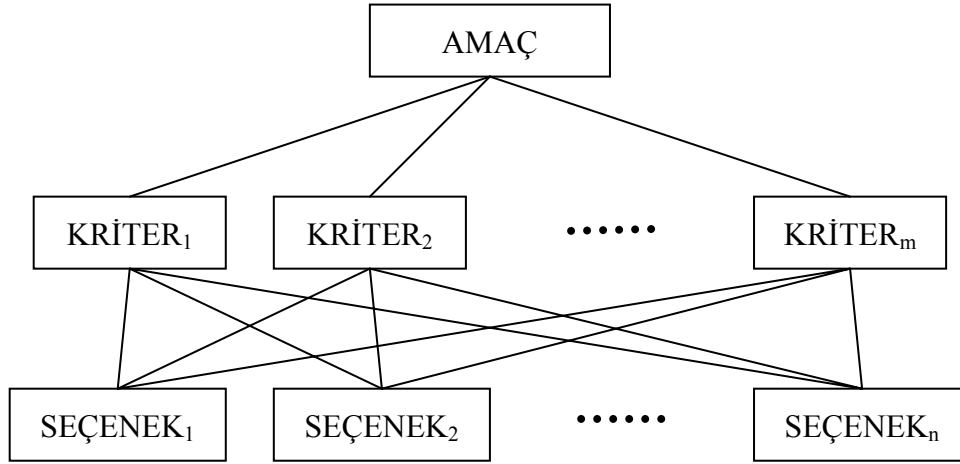 AMAÇ
KRİTER₁ KRİTER₂ ...... KRİTERₘ
SEÇENEK₁ SEÇENEK₂ ...... SEÇENEKₙ